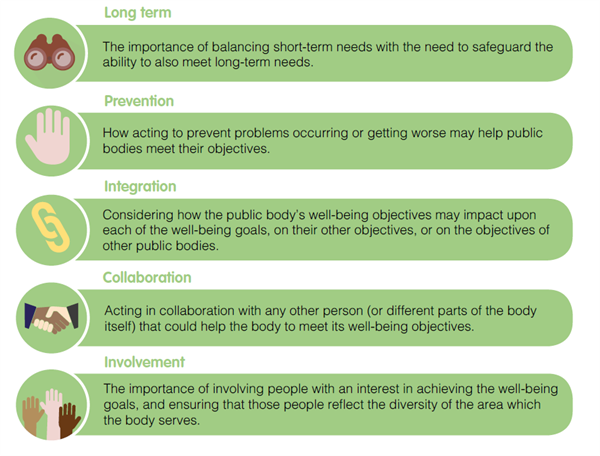 Long term
The importance of balancing short-term needs with the need to safeguard the
ability to also meet long-term needs.
Prevention
How acting to prevent problems occurring or getting worse may help public
bodies meet their objectives.
Integration
Considering how the public body's well-being objectives may impact upon
each of the well-being goals, on their other objectives, or on the objectives of
other public bodies.
Collaboration
Acting in collaboration with any other person (or different parts of the body
itself) that could help the body to meet its well-being objectives.
Involvement
The importance of involving people with an interest in achieving the well-being
goals, and ensuring that those people reflect the diversity of the area which
the body serves.